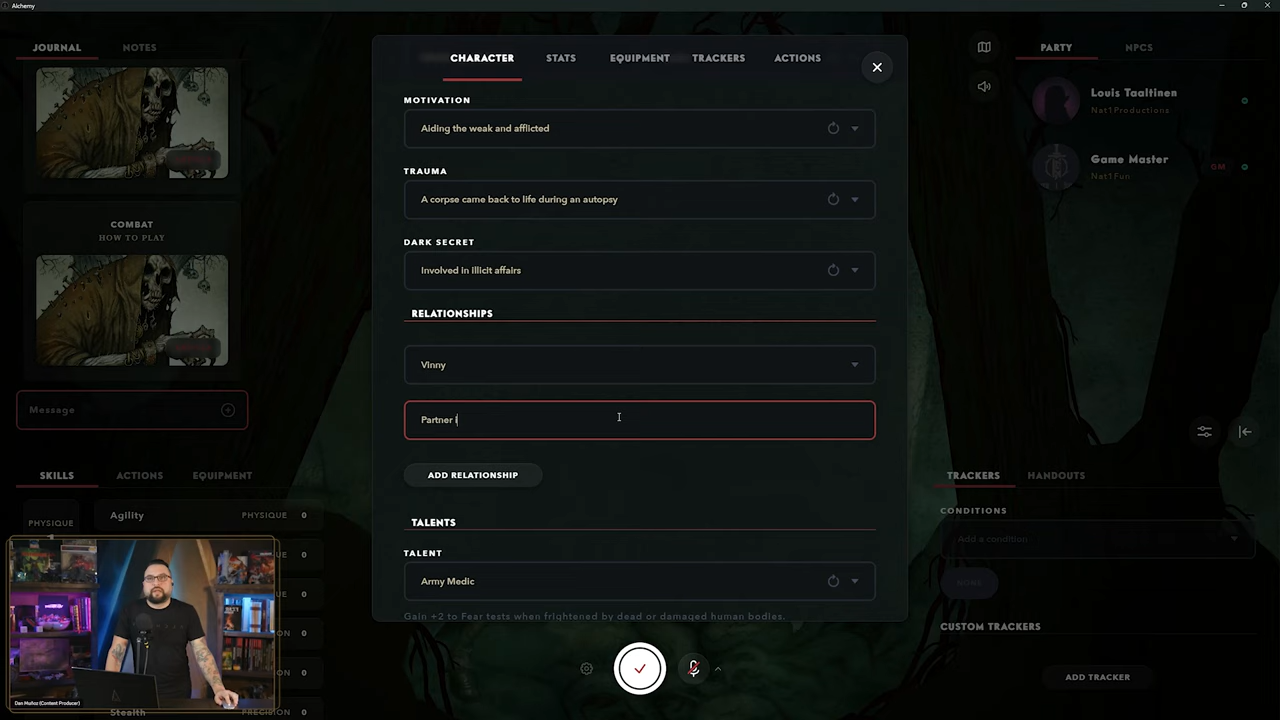 Alchemy
JOURNAL
NOTES
COMBAT
HOW TO PLAY
Message
SKILLS
ACTIONS
EQUIPMENT
PHYSIQUE
Agility
PHYSIQUE 0
0
0
0
0
Stealth
PRECISION 0
Dan Muñoz (Content Producer)
CHARACTER
STATS
EQUIPMENT
TRACKERS
ACTIONS
MOTIVATION
Aiding the weak and afflicted
TRAUMA
A corpse came back to life during an autopsy
DARK SECRET
Involved in illicit affairs
RELATIONSHIPS
Vinny
Partner i
ADD RELATIONSHIP
TALENTS
TALENT
Army Medic
Gain +2 to Fear tests when frightened by dead or damaged human bodies.
PARTY
NPCS
Louis Taaltinen
Nat1Productions
Game Master
Nat1Fun
GM
TRACKERS
HANDOUTS
CONDITIONS
Add a condition
NONE
CUSTOM TRACKERS
ADD TRACKER